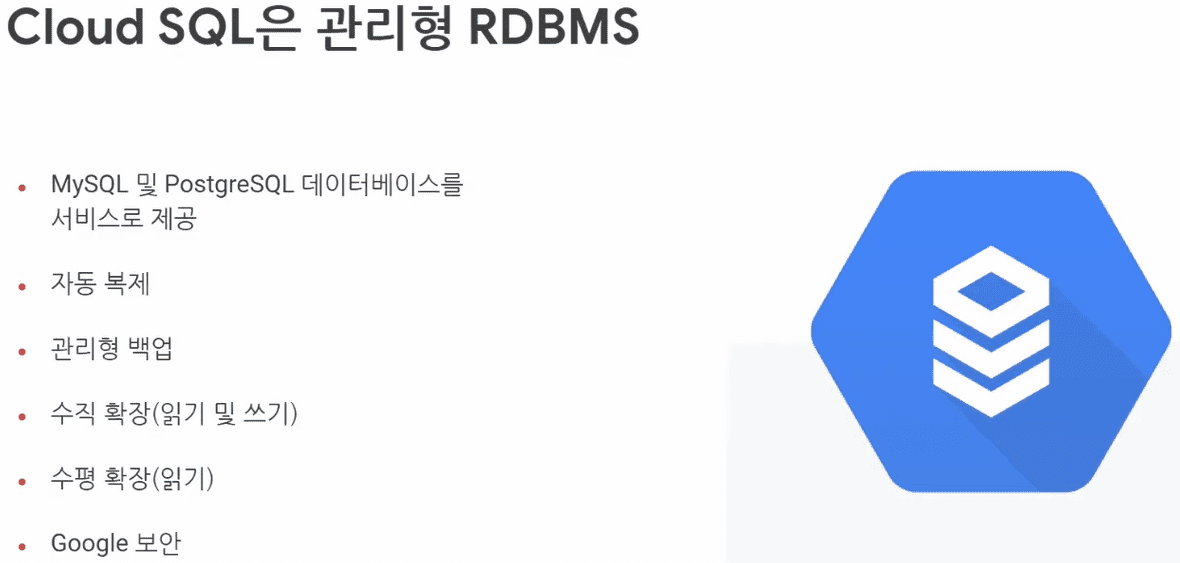 Cloud SQL은 관리형 RDBMS
• MySQL 및 PostgreSQL 데이터베이스를
서비스로 제공
• 자동 복제
• 관리형 백업
• 수직 확장(읽기 및 쓰기)
• 수평 확장(읽기)
• Google 보안